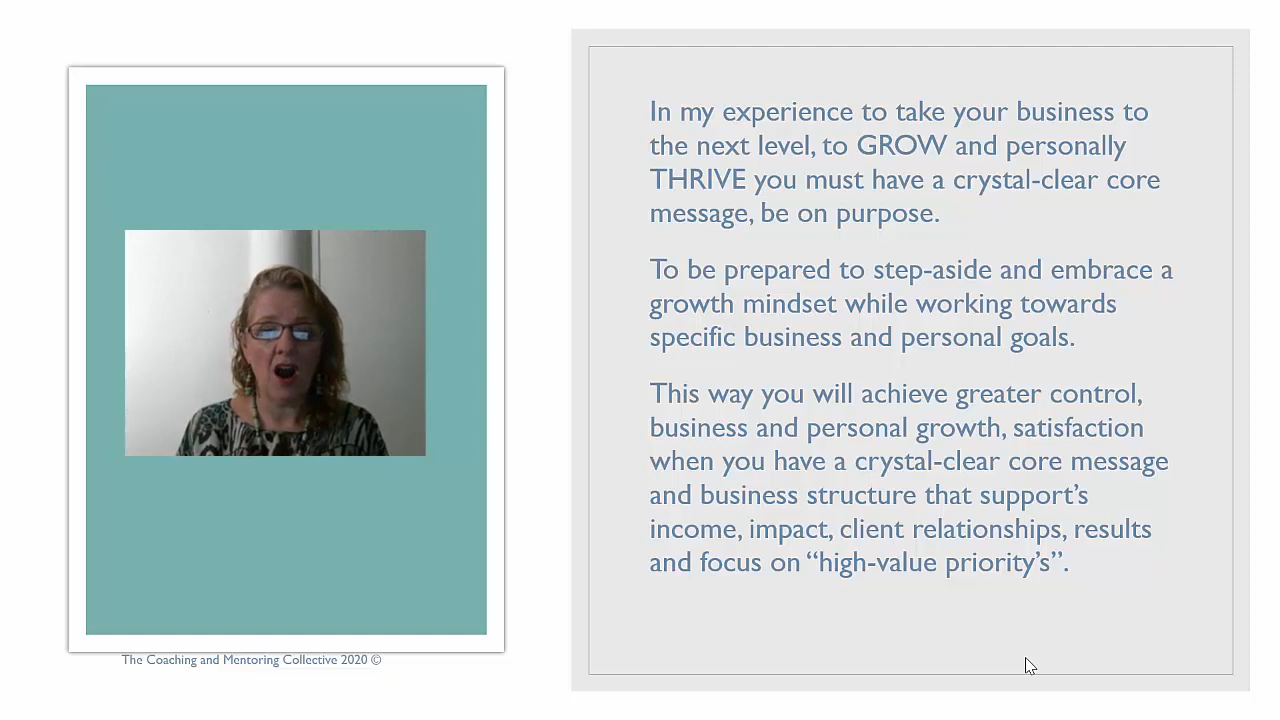 In my experience to take your business to
the next level, to GROW and personally
THRIVE you must have a crystal-clear core
message, be on purpose.
To be prepared to step-aside and embrace a
growth mindset while working towards
specific business and personal goals.
This way you will achieve greater control,
business and personal growth, satisfaction
when you have a crystal-clear core message
and business structure that support’s
income, impact, client relationships, results
and focus on “high-value priority’s”.
The Coaching and Mentoring Collective 2020 ©